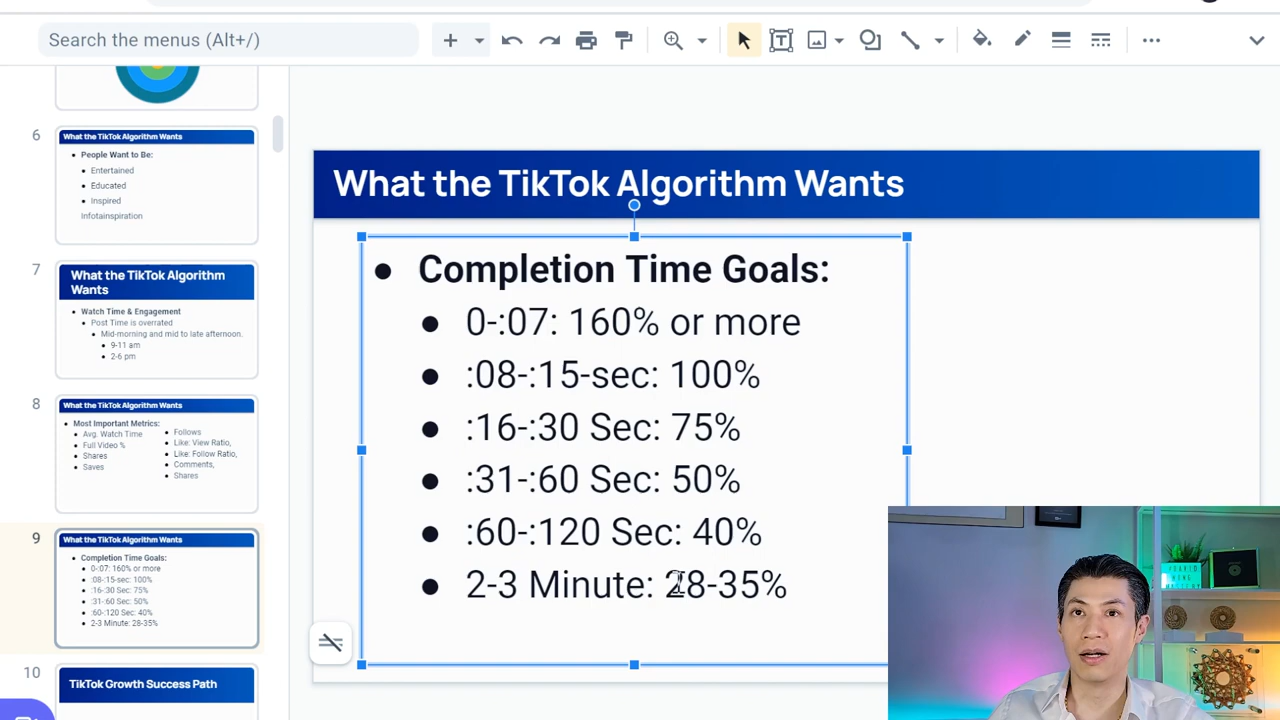 Search the menus (Alt+/)
6
What the TikTok Algorithm Wants
• People Want to Be:
• Entertained
• Educated
• Inspired
Infotainspiration
7
What the TikTok Algorithm
Wants
• Watch Time & Engagement
• Post Time is overrated
• Mid-morning and mid to late afternoon.
• 9-11 am
• 2-6 pm
8
What the TikTok Algorithm Wants
• Most Important Metrics:
• Avg. Watch Time
• Full Video %
• Shares
• Saves
• Follows
• Like: View Ratio,
• Like: Follow Ratio,
• Comments,
• Shares
9
What the TikTok Algorithm Wants
• Completion Time Goals:
• 0-:07: 160% or more
• :08-:15-sec: 100%
• :16-:30 Sec: 75%
• :31-:60 Sec: 50%
• :60-:120 Sec: 40%
• 2-3 Minute: 28-35%
10
TikTok Growth Success Path
What the TikTok Algorithm Wants
• Completion Time Goals:
• 0-:07: 160% or more
• :08-:15-sec: 100%
• :16-:30 Sec: 75%
• :31-:60 Sec: 50%
• :60-:120 Sec: 40%
• 2-3 Minute: 28-35%